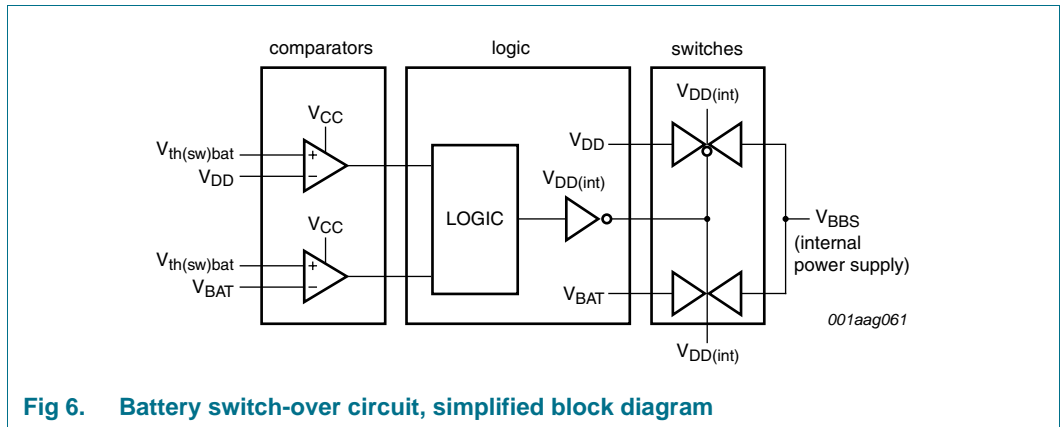 comparators
logic
switches
VCC
Vth(sw)bat
+
VDD
−
VCC
Vth(sw)bat
+
VBAT
−
LOGIC
VDD(int)
VDD
VBAT
VDD(int)
VDD(int)
VBBS
(internal
power supply)
001aag061
Fig 6. Battery switch-over circuit, simplified block diagram